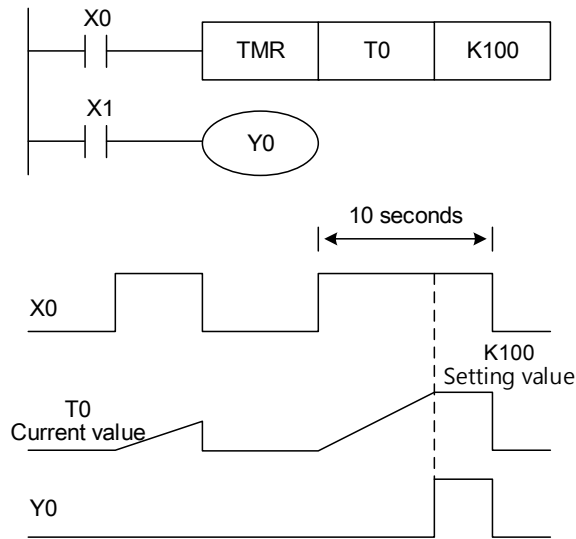 X0
TMR T0 K100
X1
Y0
10 seconds
X0
K100
Setting value
T0
Current value
Y0